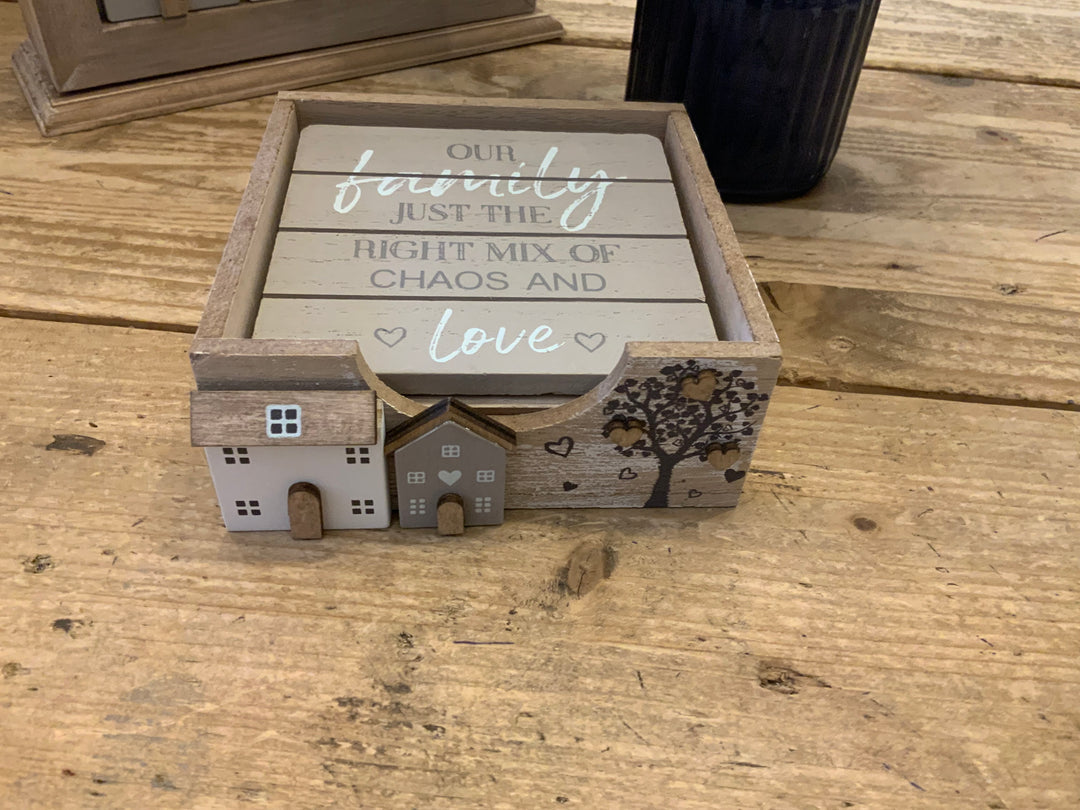 OUR
family
JUST THE
RIGHT MIX OF
CHAOS AND
Love